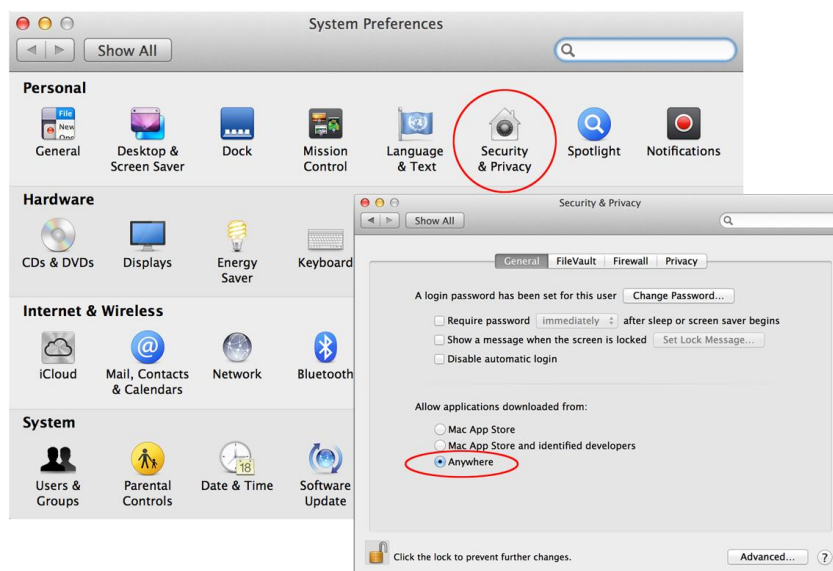 System Preferences
Show All
Personal
File
New
General
Desktop &
Screen Saver
Dock
Mission
Control
Language
& Text
Security
& Privacy
Spotlight
Notifications
Hardware
CDs & DVDs
Displays
Energy
Saver
Keyboard
Internet & Wireless
iCloud
Mail, Contacts
& Calendars
Network
Bluetooth
System
Users &
Groups
Parental
Controls
18
Date & Time
Software
Update
Security & Privacy
Show All
General FileVault Firewall Privacy
A login password has been set for this user Change Password...
Require password immediately after sleep or screen saver begins
Show a message when the screen is locked Set Lock Message...
Disable automatic login
Allow applications downloaded from:
Mac App Store
Mac App Store and identified developers
Anywhere
Click the lock to prevent further changes.
Advanced... ?